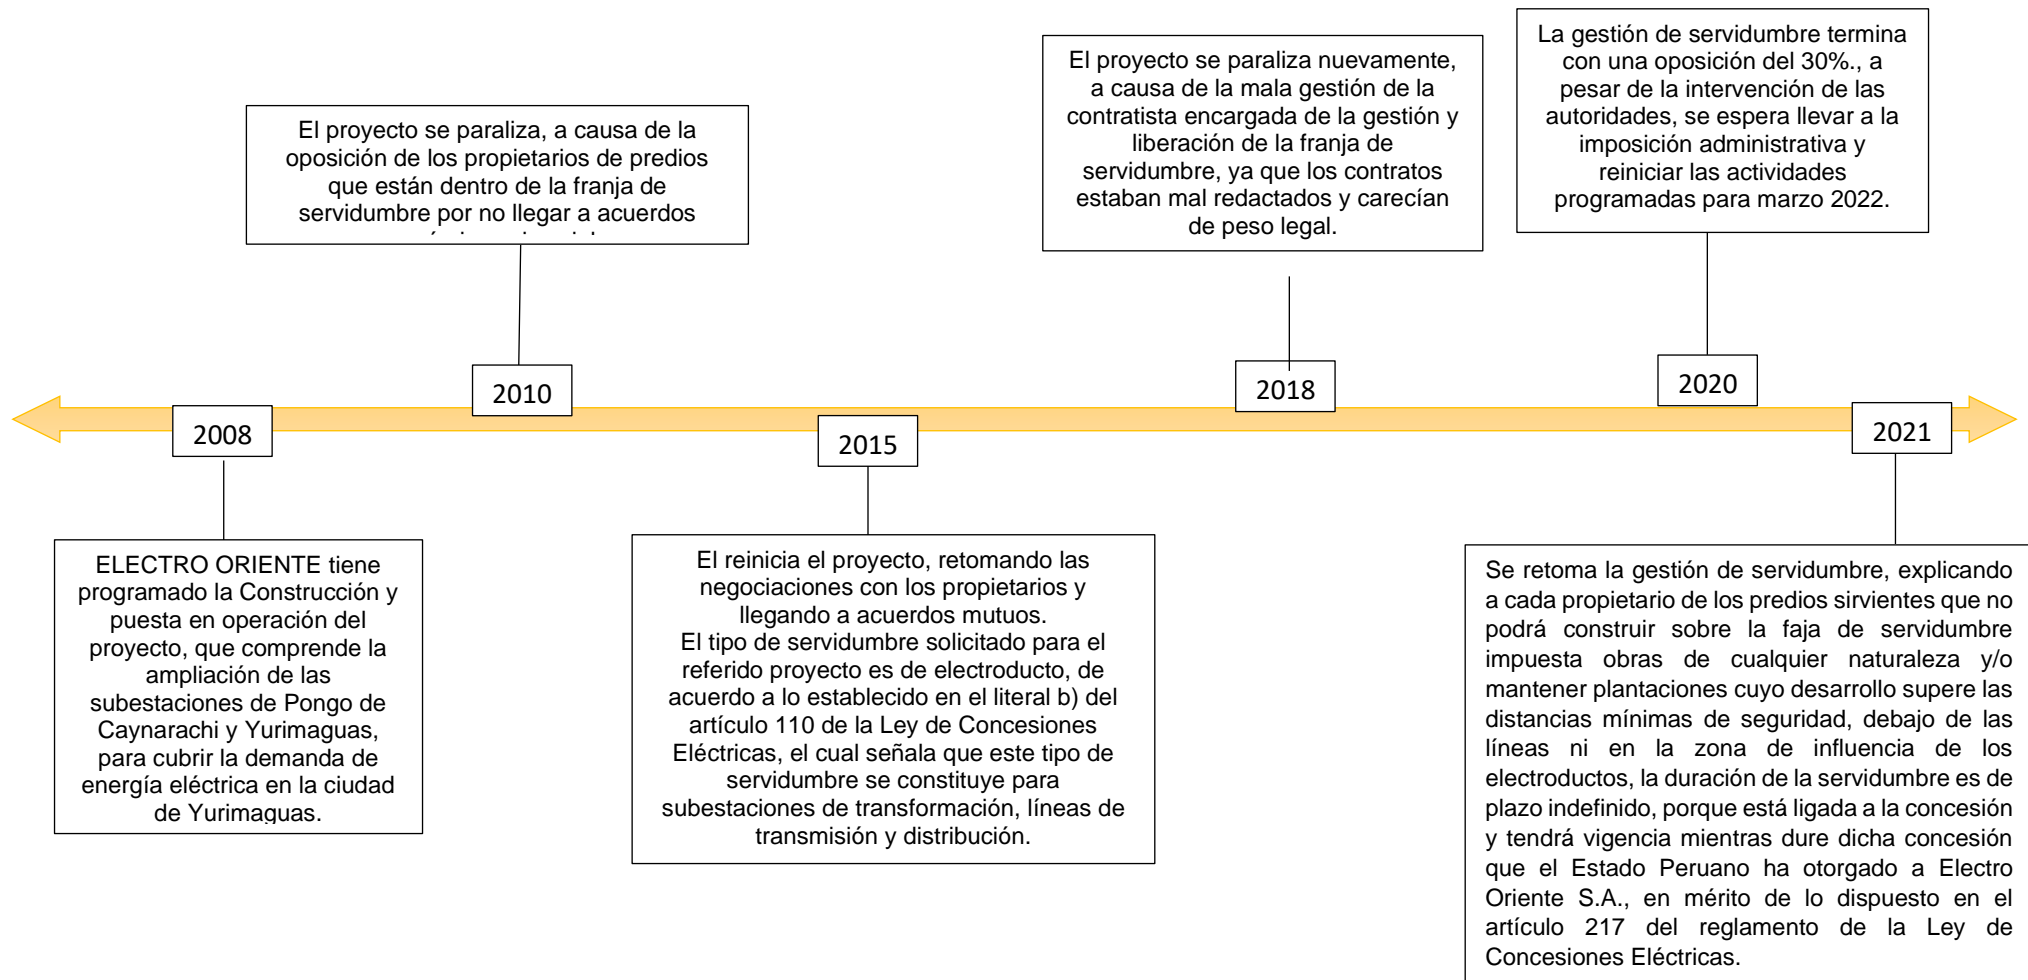 El proyecto se paraliza, a causa de la
oposición de los propietarios de predios
que están dentro de la franja de
servidumbre por no llegar a acuerdos
El proyecto se paraliza nuevamente,
a causa de la mala gestión de la
contratista encargada de la gestión y
liberación de la franja de
servidumbre, ya que los contratos
estaban mal redactados y carecían
de peso legal.
La gestión de servidumbre termina
con una oposición del 30%., a
pesar de la intervención de las
autoridades, se espera llevar a la
imposición administrativa y
reiniciar las actividades
programadas para marzo 2022.
2008
2010
2015
2018
2020
2021
ELECTRO ORIENTE tiene
programado la Construcción y
puesta en operación del
proyecto, que comprende la
ampliación de las
subestaciones de Pongo de
Caynarachi y Yurimaguas,
para cubrir la demanda de
energía eléctrica en la ciudad
de Yurimaguas.
El reinicia el proyecto, retomando las
negociaciones con los propietarios y
llegando a acuerdos mutuos.
El tipo de servidumbre solicitado para el
referido proyecto es de electroducto, de
acuerdo a lo establecido en el literal b) del
artículo 110 de la Ley de Concesiones
Eléctricas, el cual señala que este tipo de
servidumbre se constituye para
subestaciones de transformación, líneas de
transmisión y distribución.
Se retoma la gestión de servidumbre, explicando
a cada propietario de los predios sirvientes que no
podrá construir sobre la faja de servidumbre
impuesta obras de cualquier naturaleza y/o
mantener plantaciones cuyo desarrollo supere las
distancias mínimas de seguridad, debajo de las
líneas ni en la zona de influencia de los
electroductos, la duración de la servidumbre es de
plazo indefinido, porque está ligada a la concesión
y tendrá vigencia mientras dure dicha concesión
que el Estado Peruano ha otorgado a Electro
Oriente S.A., en mérito de lo dispuesto en el
artículo 217 del reglamento de la Ley de
Concesiones Eléctricas.